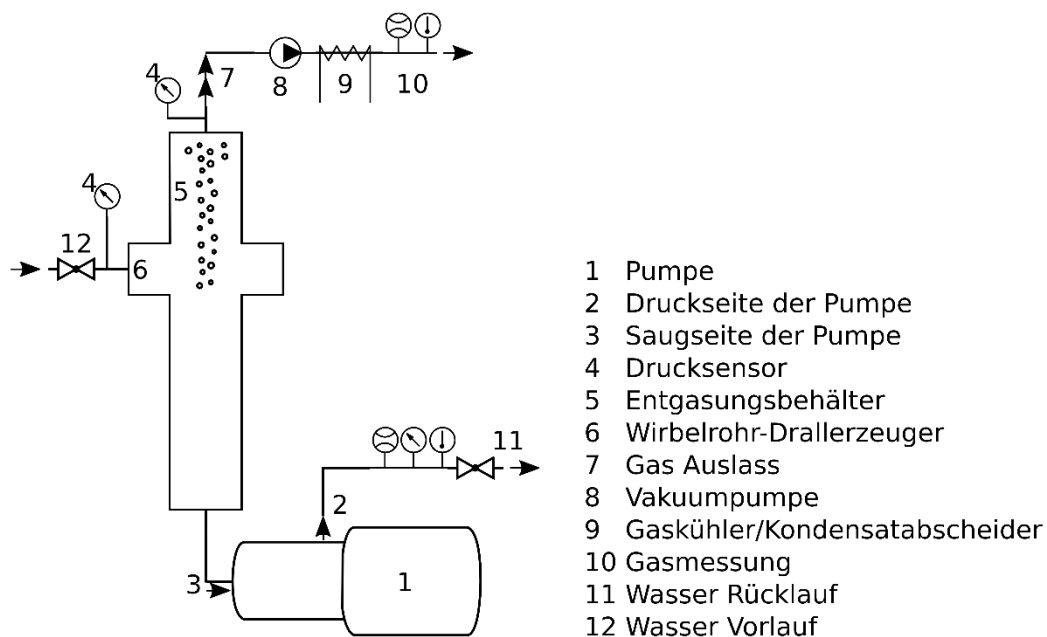 4
7
8
9
10
5
4
12
6
11
2
3
1
1 Pumpe
2 Druckseite der Pumpe
3 Saugseite der Pumpe
4 Drucksensor
5 Entgasungsbehälter
6 Wirbelrohr-Drallerzeuger
7 Gas Auslass
8 Vakuumpumpe
9 Gaskühler/Kondensatabscheider
10 Gasmessung
11 Wasser Rücklauf
12 Wasser Vorlauf